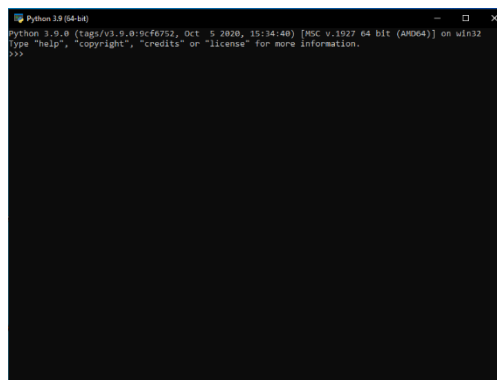 Python 3.9 (64-bit)
Python 3.9.0 (tags/v3.9.0:9cf6752, Oct  5 2020, 15:34:40) [MSC v.1927 64 bit (AMD64)] on win32
Type "help", "copyright", "credits" or "license" for more information.
>>>